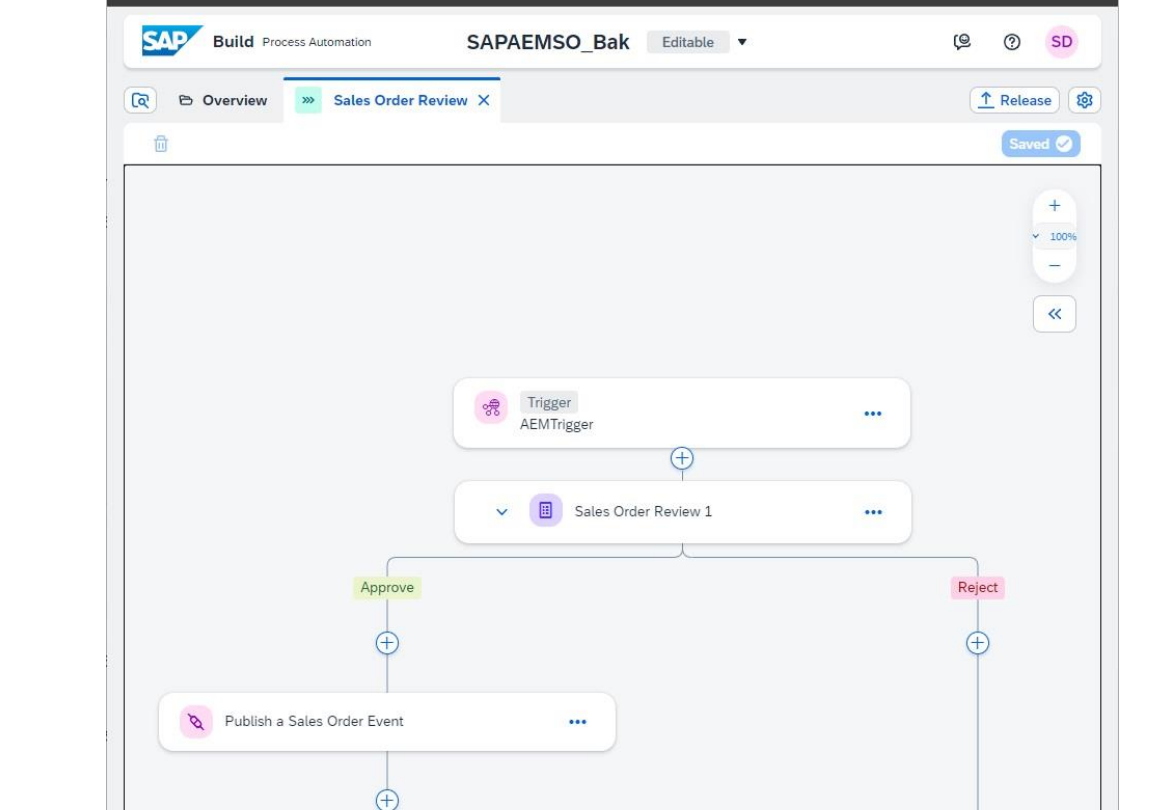 SAP Build Process Automation SAPAEMSO_Bak Editable SD
Overview Sales Order Review Release
Saved
100%
Trigger
AEMTrigger
Sales Order Review 1
Approve Reject
Publish a Sales Order Event